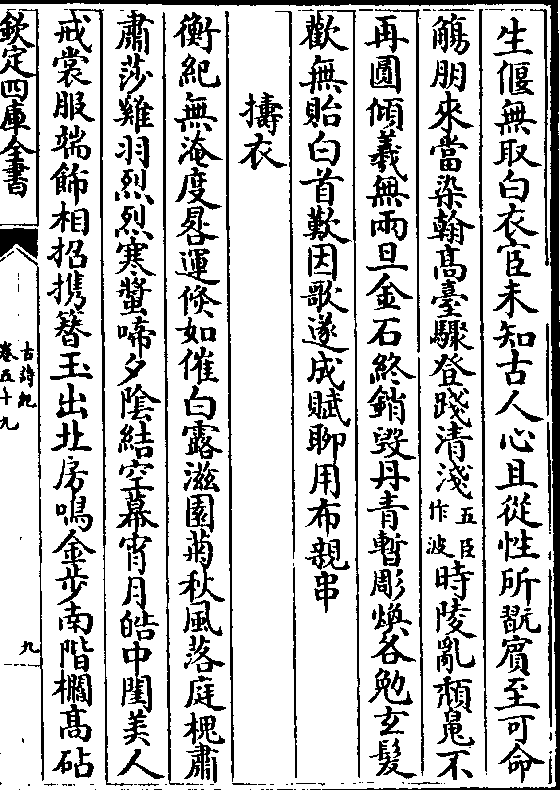 生偃無取白衣宦未知古人心且從性所翫賓至可命
觴朋來當染翰髙臺驟登踐清淺五臣作波時陵亂頹䰟不
再圓傾羲無兩旦金石終銷毀丹青暫彫煥各勉玄髮
歡無貽白首歎因歌遂成賦聊用布親串
擣衣
衡紀無淹度晷運倏如催白露滋園菊秋風落庭槐肅
肅莎雞羽烈烈寒螿啼夕陰結空幕宵月皓中閨美人
戒裳服端飾相招携簪玉出北房鳴金步南階櫩髙砧
欽定四庫全書
古詩紀
卷五十九
九